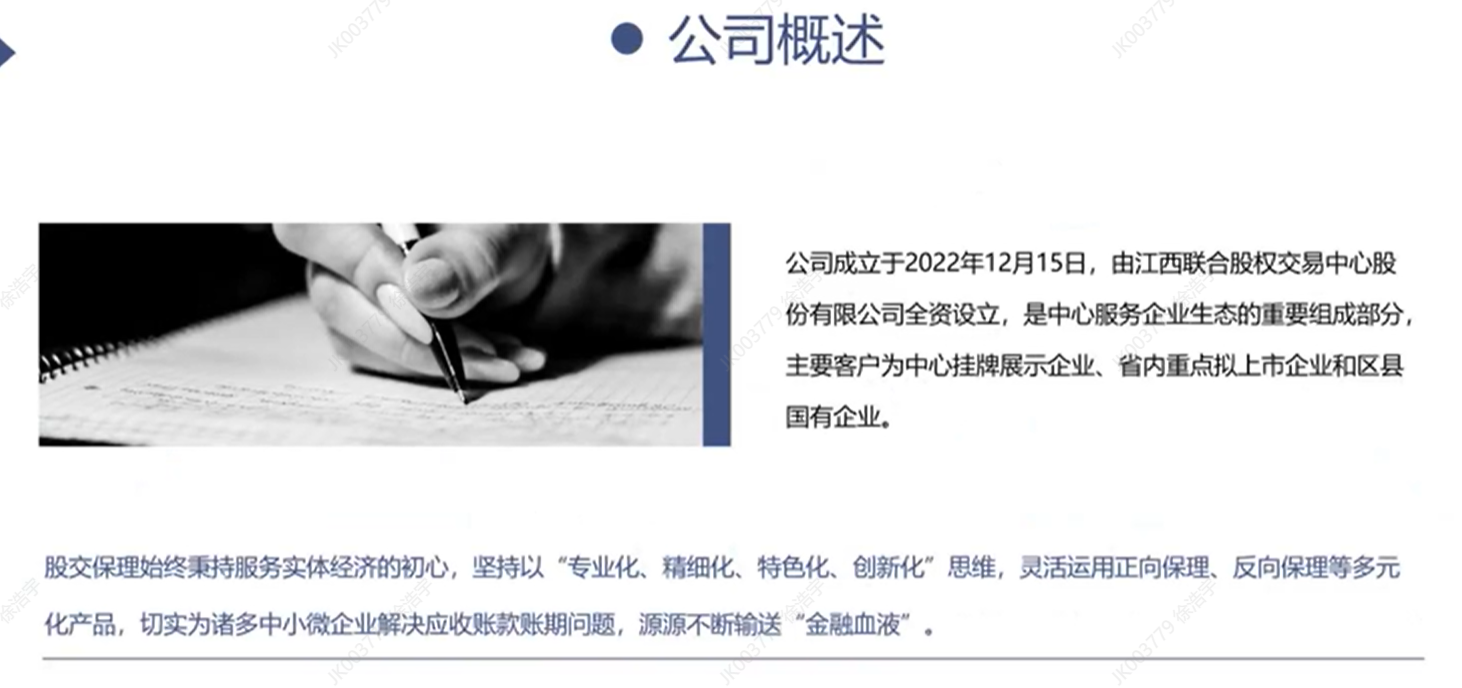 公司概述
公司成立于2022年12月15日，由江西联合股权交易中心股
份有限公司全资设立，是中心服务企业生态的重要组成部分，
主要客户为中心挂牌展示企业、省内重点拟上市企业和区县
国有企业。
股交保理始终秉持服务实体经济的初心，坚持以“专业化、精细化、特色化、创新化”思维，灵活运用正向保理、反向保理等多元
化产品，切实为诸多中小微企业解决应收账款账期问题，源源不断输送“金融血液”。
JK003779 徐浩宇